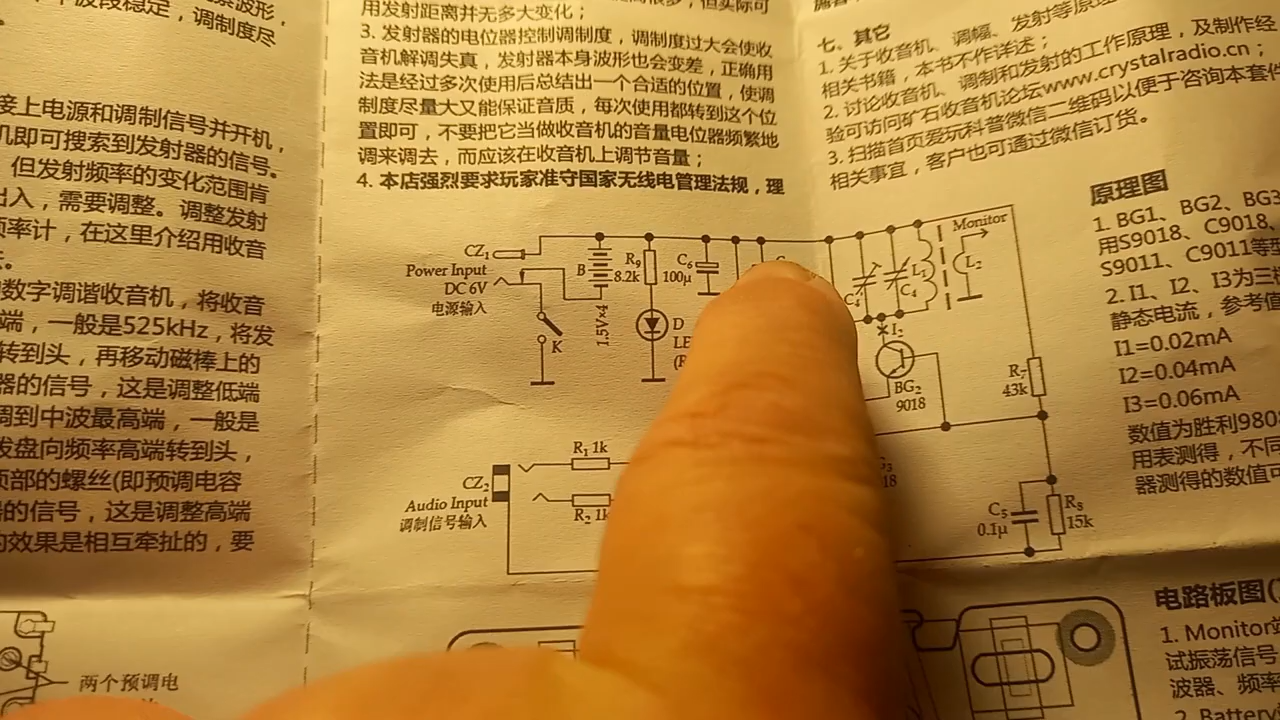 中波段稳定，调制度尽
接上电源和调制信号并开机，
机即可搜索到发射器的信号。
但发射频率的变化范围肯
出入，需要调整。调整发射
频率计，在这里介绍用收音
数字调谐收音机，将收音
端，一般是525kHz，将发
转到头，再移动磁棒上的
器的信号，这是调整低端
调到中波最高端，一般是
拨盘向频率高端转到头，
顶部的螺丝(即预调电容
的信号，这是调整高端
的效果是相互牵扯的，要
两个预调电
用发射距离并无多大变化；
3. 发射器的电位器控制调制度，调制度过大会使收
音机解调失真，发射器本身波形也会变差，正确用
法是经过多次使用后总结出一个合适的位置，使调
制度尽量大又能保证音质，每次使用都转到这个位
置即可，不要把它当做收音机的音量电位器频繁地
调来调去，而应该在收音机上调节音量；
4. 本店强烈要求玩家准守国家无线电管理法规，理
七、其它
1. 关于收音机、调幅、发射等原理
相关书籍，本书不作详述；
2. 讨论收音机、调制和发射的工作原理，及制作经
验可访问矿石收音机论坛www.crystalradio.cn；
3. 扫描首页爱玩科普微信二维码以便于咨询本套件
相关事宜，客户也可通过微信订货。
CZ1
Power Input
DC 6V
电源输入
K
B
1.5V×4
R9
8.2k
D
LE
C6
100μ
C4
L1
Monitor
L2
I2
BG2
9018
R7
43k
R1 1k
CZ2
Audio Input
调制信号输入
R2 1k
C5
0.1μ
R8
15k
原理图
1. BG1、BG2、BG3
用S9018、C9018、
S9011、C9011等型
2. I1、I2、I3为三极
静态电流，参考值
I1=0.02mA
I2=0.04mA
I3=0.06mA
数值为胜利980
用表测得，不同
器测得的数值可
电路板图(
1. Monitor端
试振荡信号
波器、频率
2. Battery